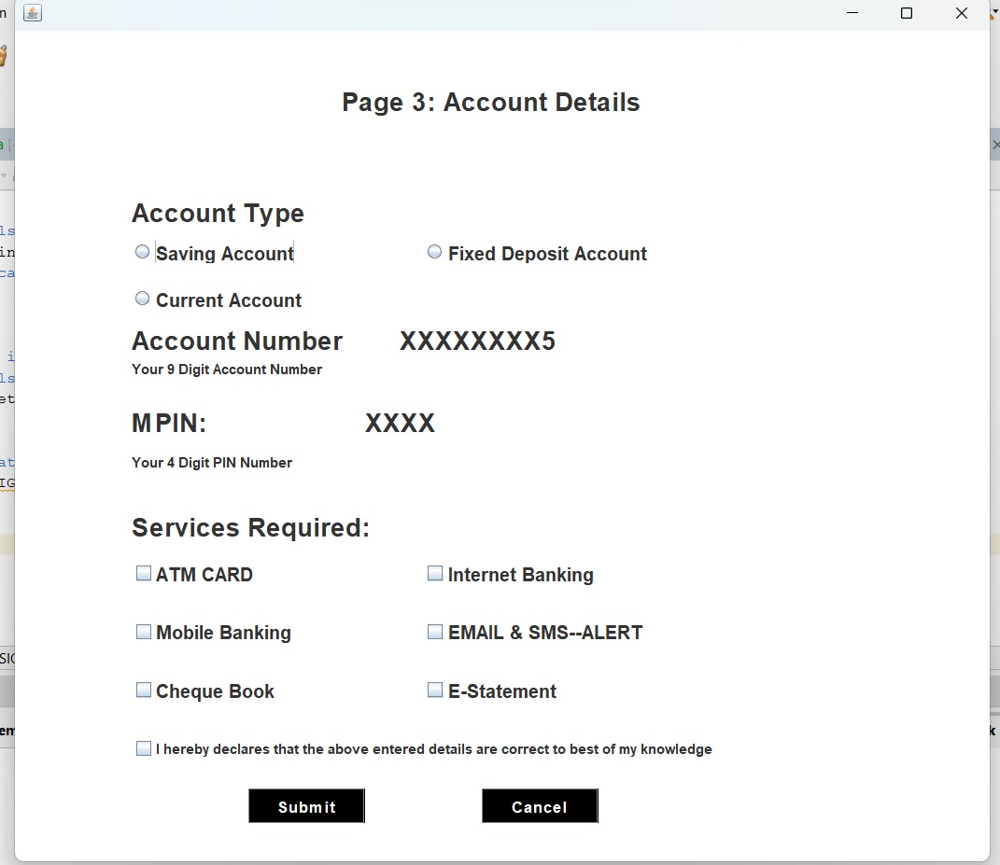 Page 3: Account Details
Account Type
Saving Account
Fixed Deposit Account
Current Account
Account Number XXXXXXXX5
Your 9 Digit Account Number
MPIN: XXXX
Your 4 Digit PIN Number
Services Required:
ATM CARD
Internet Banking
Mobile Banking
EMAIL & SMS--ALERT
Cheque Book
E-Statement
I hereby declares that the above entered details are correct to best of my knowledge
Submit
Cancel